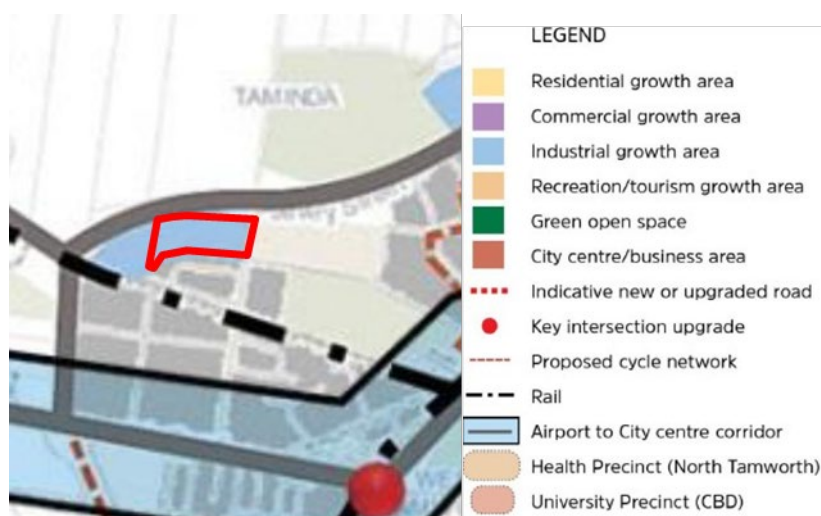 TAMINDA
LEGEND
Residential growth area
Commercial growth area
Industrial growth area
Recreation/tourism growth area
Green open space
City centre/business area
Indicative new or upgraded road
Key intersection upgrade
Proposed cycle network
Rail
Airport to City centre corridor
Health Precinct (North Tamworth)
University Precinct (CBD)